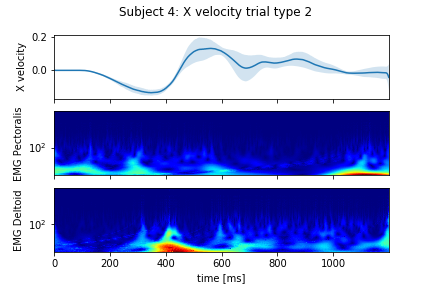 Subject 4: X velocity trial type 2
0.2
0.0
X velocity
10²
EMG Pectoralis
10²
EMG Deltoid
0 200 400 600 800 1000
time [ms]